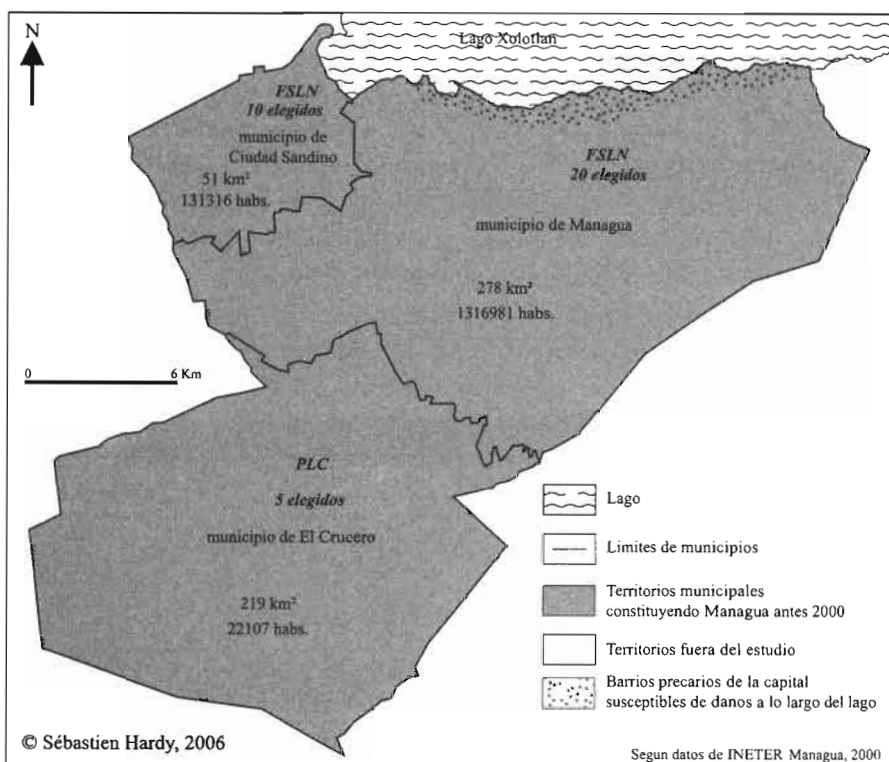 N
Lago Xolotlan
FSLN
10 elegidos
municipio de
Ciudad Sandino
51 km²
131316 habs.
FSLN
20 elegidos
municipio de Managua
278 km²
1316981 habs.
0 6 Km
PLC
5 elegidos
municipio de El Crucero
219 km²
22107 habs.
Lago
Limites de municipios
Territorios municipales
constituyendo Managua antes 2000
Territorios fuera del estudio
Barrios precarios de la capital
susceptibles de danos a lo largo del lago
© Sébastien Hardy, 2006
Segun datos de INETER Managua, 2000